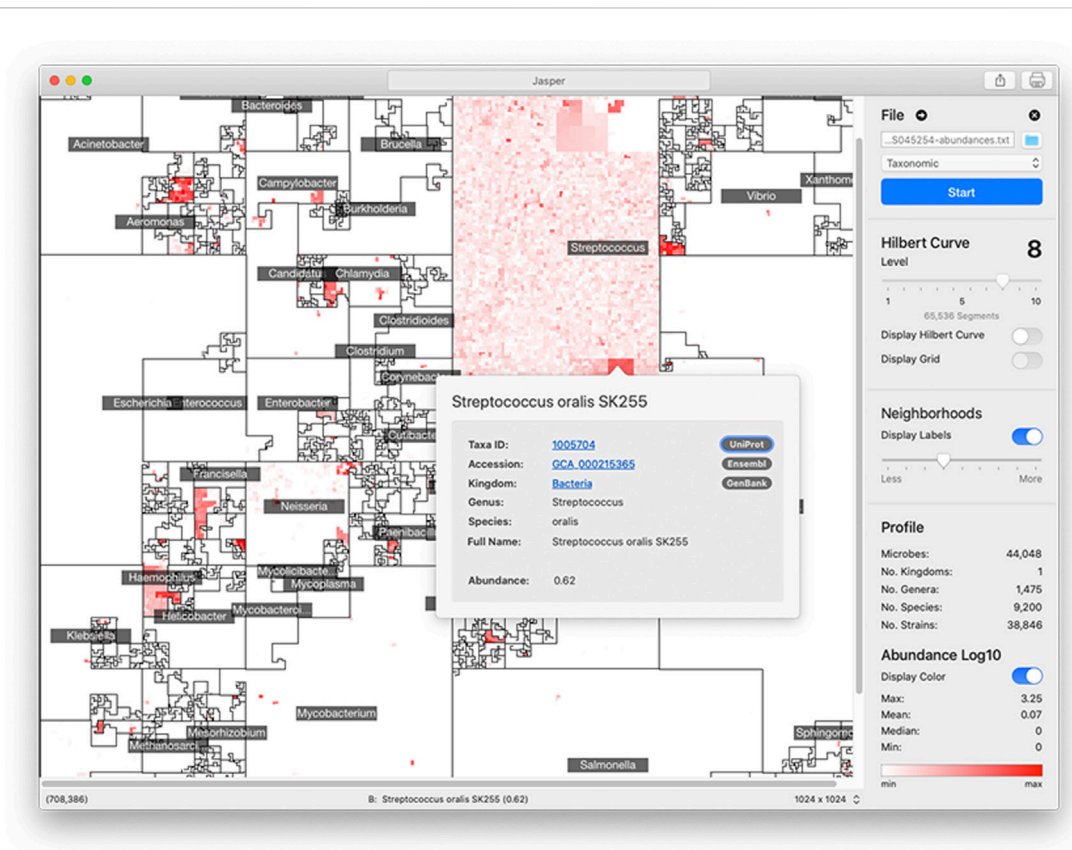 Jasper
Bacteroides
Acinetobacter
Brucella
Campylobacter
Xanthom
Vibrio
Burkholderia
Aeromonas
Streptococcus
Candidatus
Chlamydia
Clostridioides
Clostridium
Corynebac
Escherichia
Enterococcus
Enterobacter
Cutibacte
Francisella
Neisseria
Paenibac
Haemophilus
Mycolicibacte
Mycoplasma
Helicobacter
Mycobacteroi...
Klebsiella
Mycobacterium
Mesorhizobium
Methanosarc
Sphingomo
Salmonella
Streptococcus oralis SK255
Taxa ID: 1005704 UniProt
Accession: GCA_000215365 Ensembl
Kingdom: Bacteria GenBank
Genus: Streptococcus
Species: oralis
Full Name: Streptococcus oralis SK255
Abundance: 0.62
File
...S045254-abundances.txt
Taxonomic
Start
Hilbert Curve 8
Level
1 5 10
65,536 Segments
Display Hilbert Curve
Display Grid
Neighborhoods
Display Labels
Less More
Profile
Microbes: 44,048
No. Kingdoms: 1
No. Genera: 1,475
No. Species: 9,200
No. Strains: 38,846
Abundance Log10
Display Color
Max: 3.25
Mean: 0.07
Median: 0
Min: 0
min max
(708,386) B: Streptococcus oralis SK255 (0.62) 1024 x 1024